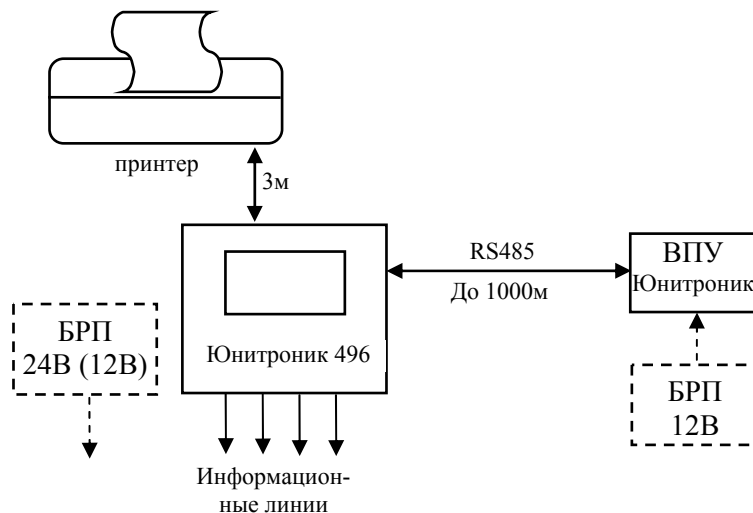 принтер
3м
RS485
До 1000м
ВПУ
Юнитроник
БРП
24В (12В)
Юнитроник 496
БРП
12В
Информацион-
ные линии